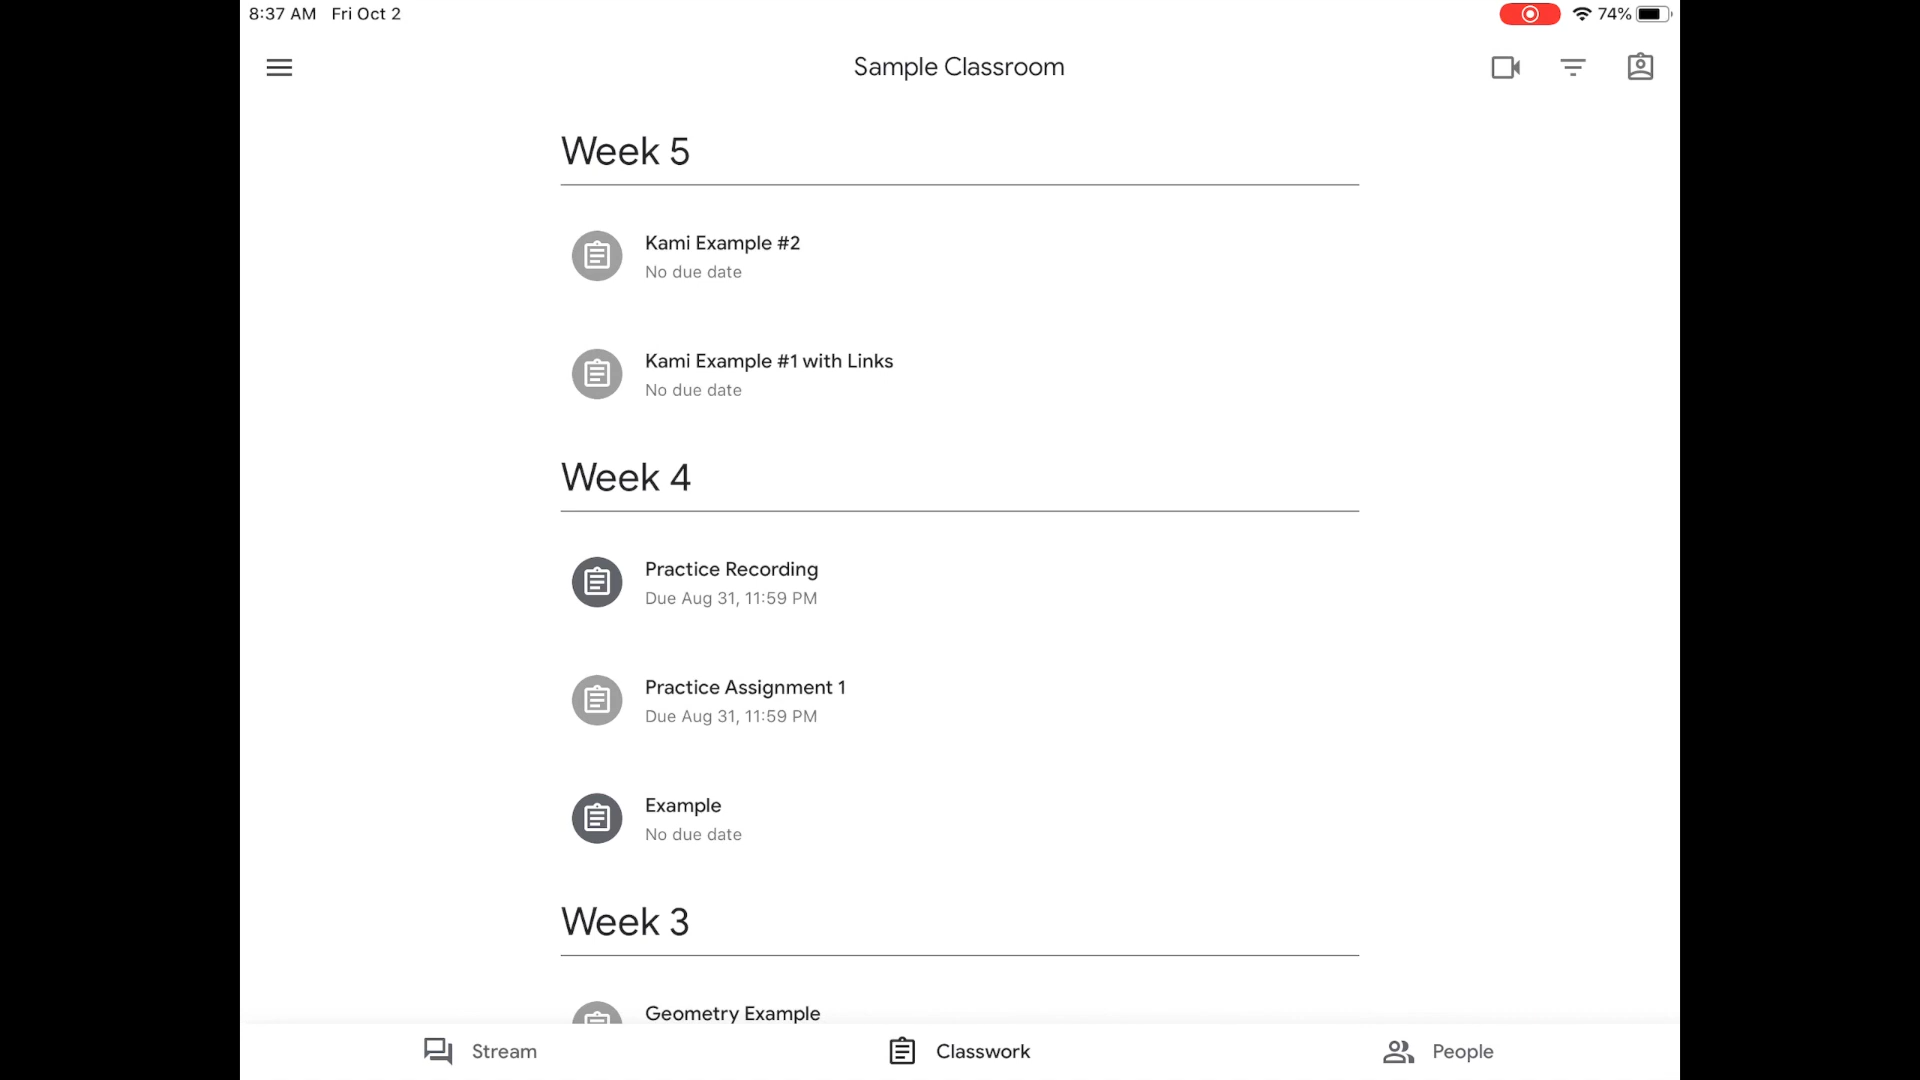 8:37 AM Fri Oct 2
74%
Sample Classroom
Week 5
Kami Example #2
No due date
Kami Example #1 with Links
No due date
Week 4
Practice Recording
Due Aug 31, 11:59 PM
Practice Assignment 1
Due Aug 31, 11:59 PM
Example
No due date
Week 3
Geometry Example
Stream
Classwork
People